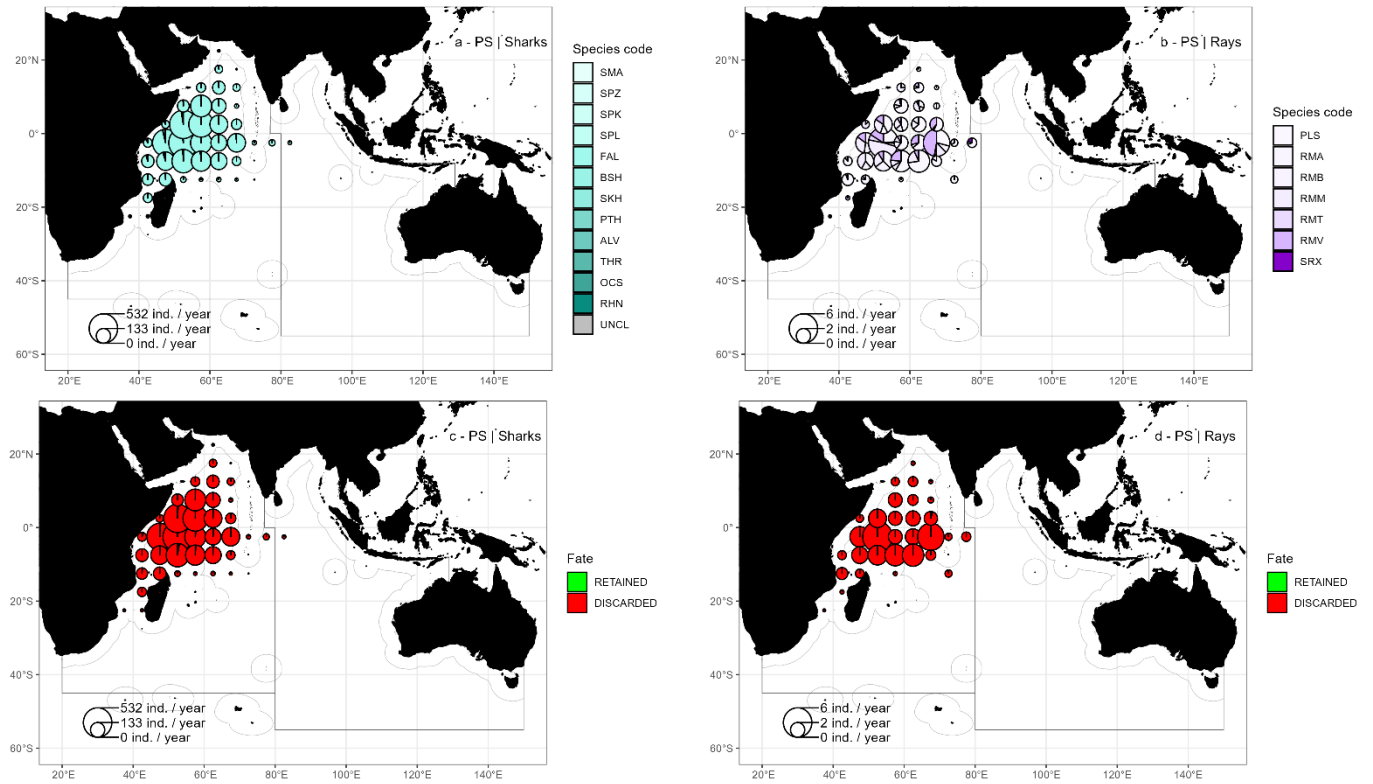 a - PS | Sharks
20°N
0°
20°S
40°S
60°S
20°E
40°E
60°E
80°E
100°E
120°E
140°E
532 ind. / year
133 ind. / year
0 ind. / year
Species code
SMA
SPZ
SPK
SPL
FAL
BSH
SKH
PTH
ALV
THR
OCS
RHN
UNCL
b - PS | Rays
20°N
0°
20°S
40°S
60°S
20°E
40°E
60°E
80°E
100°E
120°E
140°E
6 ind. / year
2 ind. / year
0 ind. / year
Species code
PLS
RMA
RMB
RMM
RMT
RMV
SRX
c - PS | Sharks
20°N
0°
20°S
40°S
60°S
20°E
40°E
60°E
80°E
100°E
120°E
140°E
532 ind. / year
133 ind. / year
0 ind. / year
Fate
RETAINED
DISCARDED
d - PS | Rays
20°N
0°
20°S
40°S
60°S
20°E
40°E
60°E
80°E
100°E
120°E
140°E
6 ind. / year
2 ind. / year
0 ind. / year
Fate
RETAINED
DISCARDED